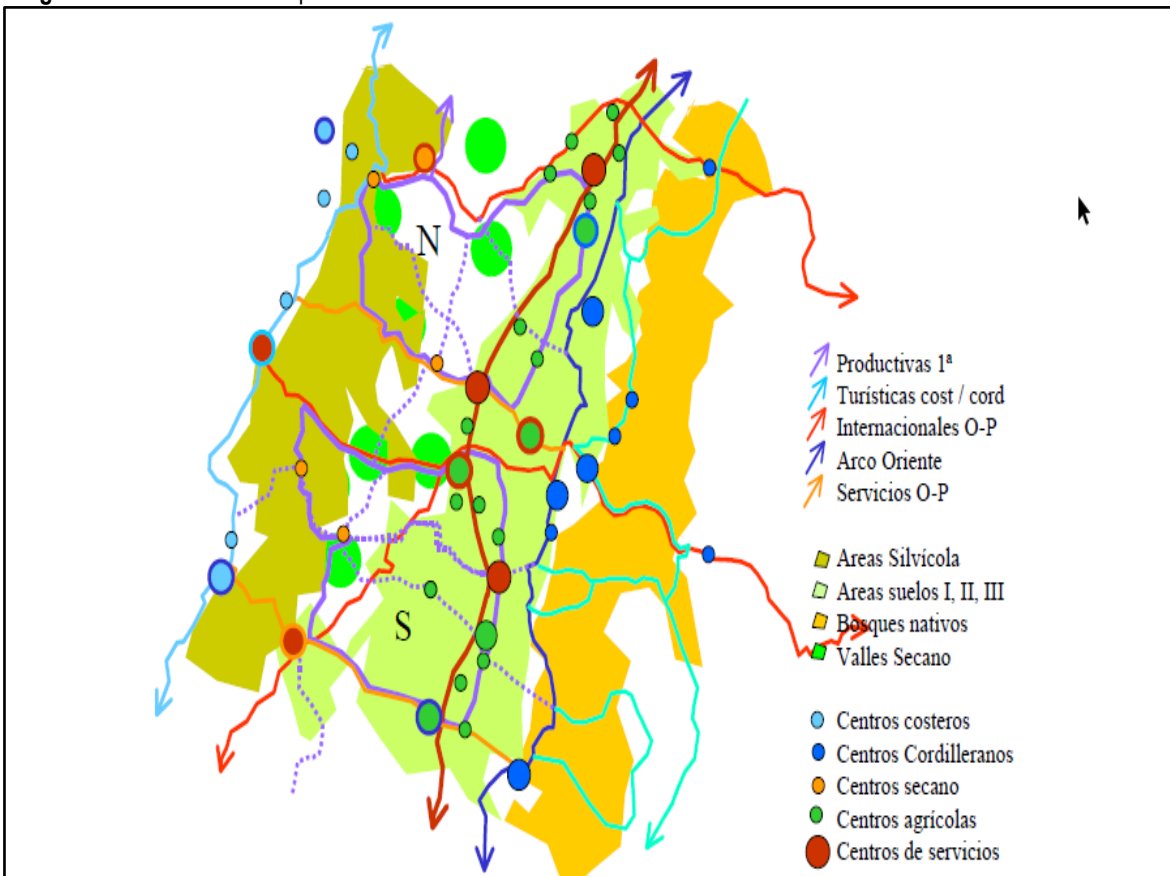 N
S
Productivas 1ª
Turísticas cost / cord
Internacionales O-P
Arco Oriente
Servicios O-P
Areas Silvícola
Areas suelos I, II, III
Bosques nativos
Valles Secano
Centros costeros
Centros Cordilleranos
Centros secano
Centros agrícolas
Centros de servicios